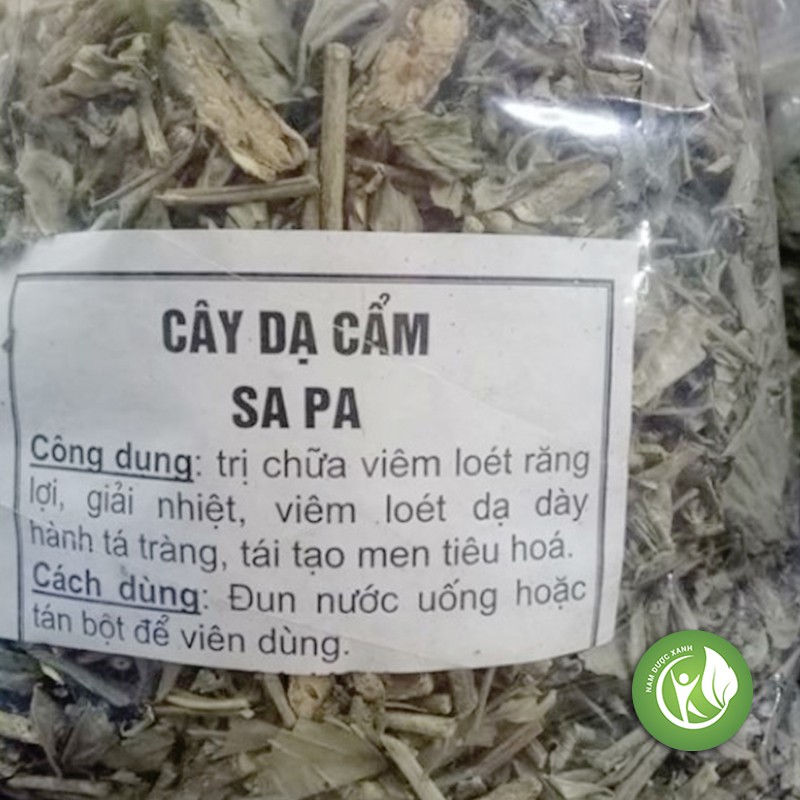 CÂY DẠ CẨM
SA PA
Công dung: trị chữa viêm loét răng
lợi, giải nhiệt, viêm loét dạ dày
hành tá tràng, tái tạo men tiêu hoá.
Cách dùng: Đun nước uống hoặc
tán bột để viên dùng.
NAM DƯỢC XANH